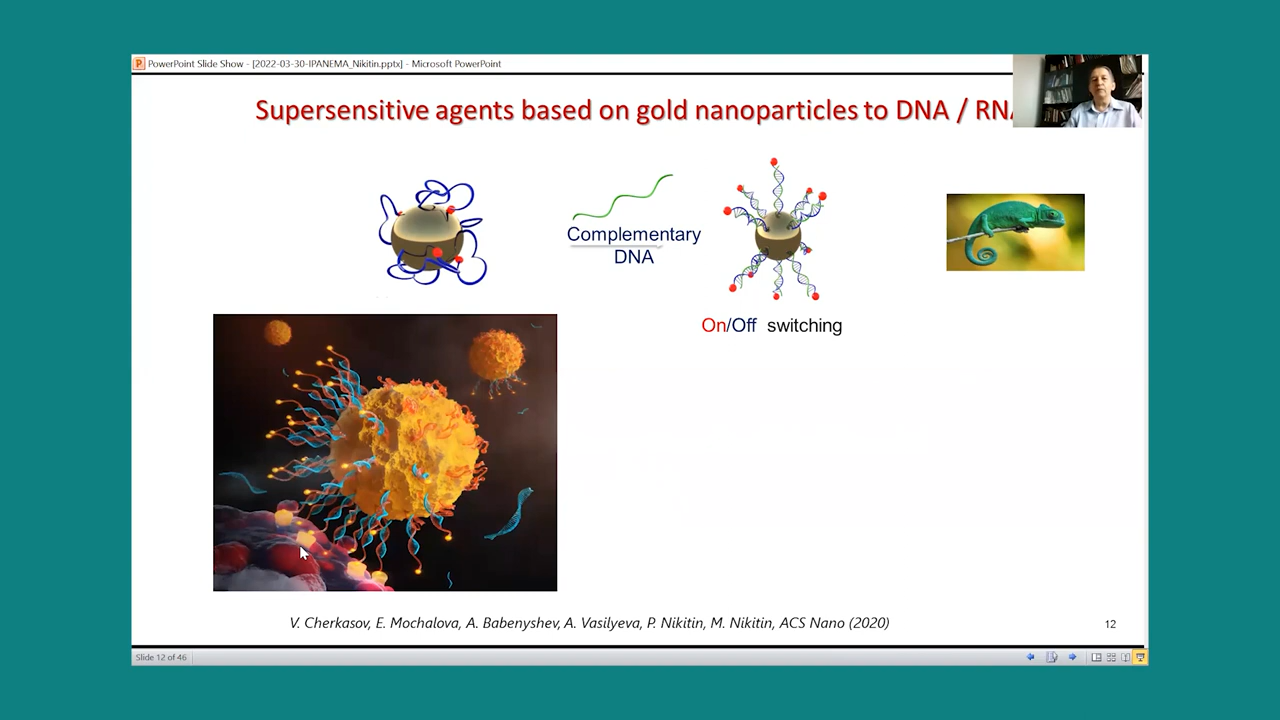 PowerPoint Slide Show - [2022-03-30-IPANEMA_Nikitin.pptx] - Microsoft PowerPoint
Supersensitive agents based on gold nanoparticles to DNA / RNA
Complementary
DNA
On/Off switching
V. Cherkasov, E. Mochalova, A. Babenyshev, A. Vasilyeva, P. Nikitin, M. Nikitin, ACS Nano (2020)
12
Slide 12 of 46